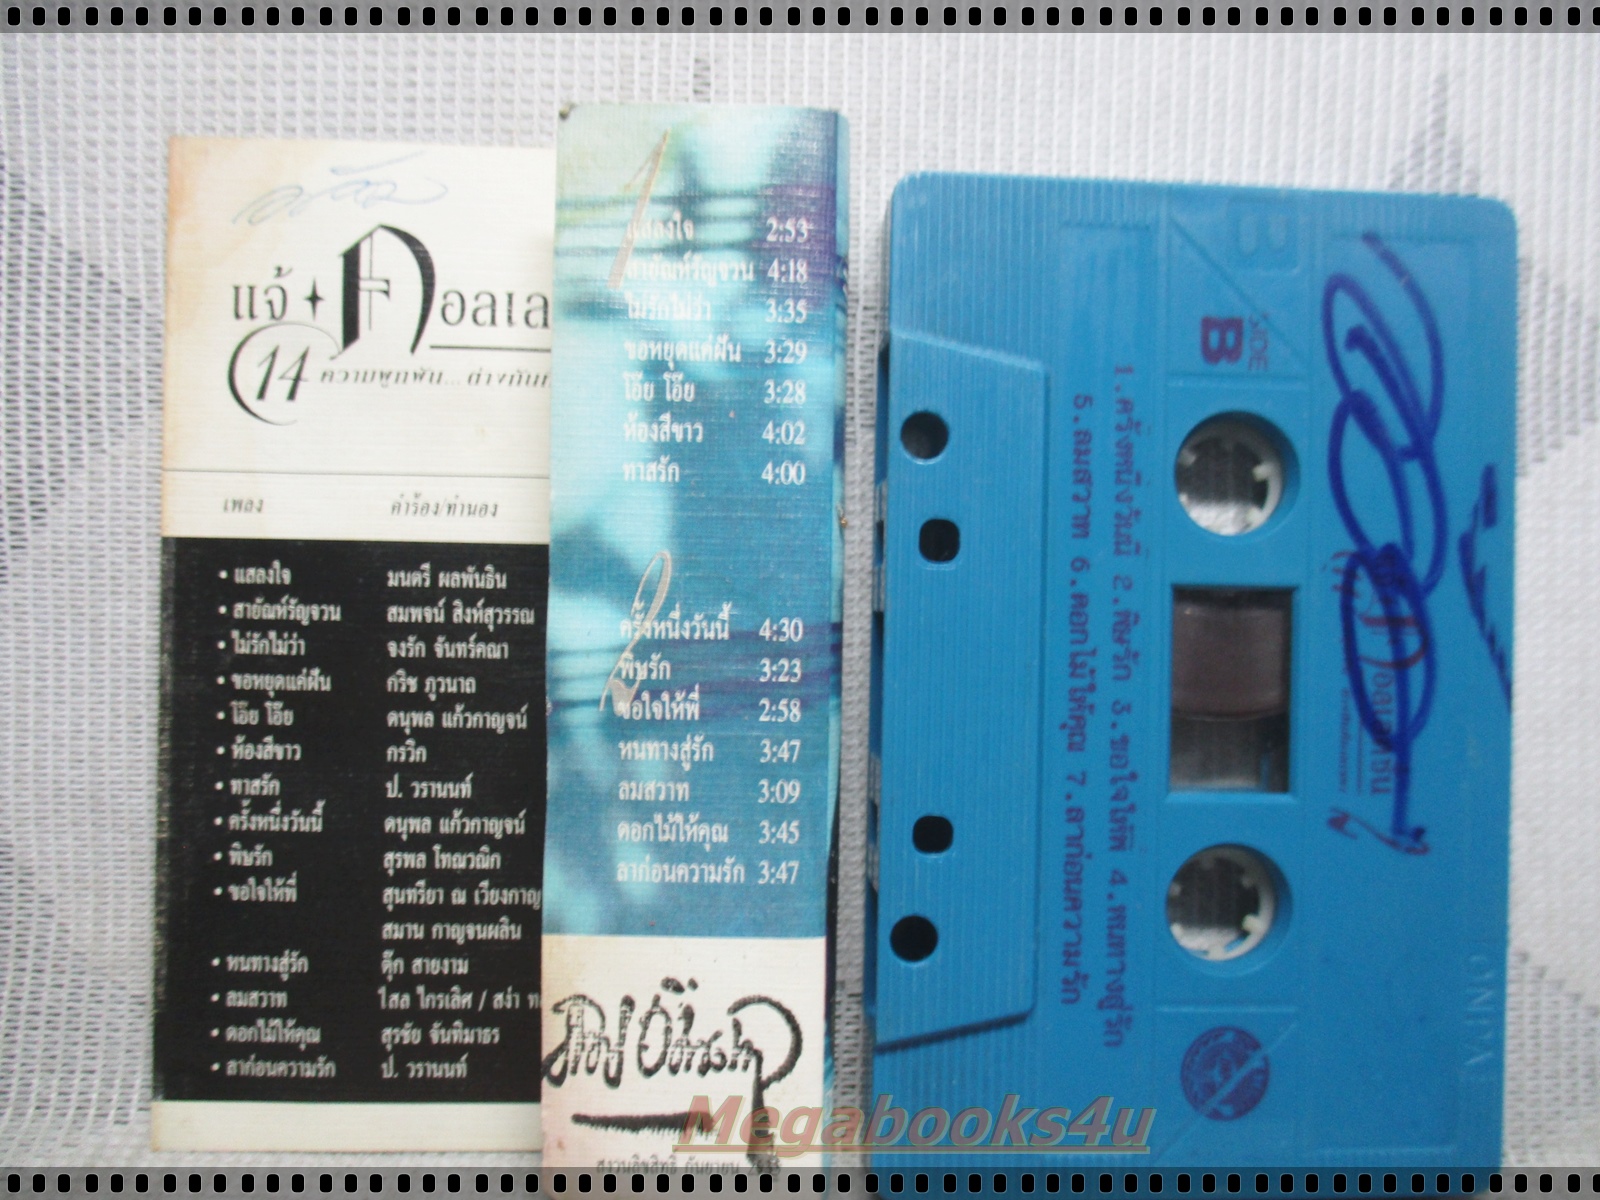 แจ้ + คอลเล
14 ความผูกพัน... ต่างกันที่
เพลง คำร้อง/ทำนอง
• แสลงใจ มนตรี ผลพันธิน
• สายัณห์รัญจวน สมพจน์ สิงห์สุวรรณ
• ไม่รักไม่ว่า จงรัก จันทร์คณา
• ขอหยุดแค่ฝัน กริช ภูวนาถ
• โอ๊ย โอ๊ย ดนุพล แก้วกาญจน์
• ห้องสีขาว กรวิก
• ทาสรัก ป. วรานนท์
• ครั้งหนึ่งวันนี้ ดนุพล แก้วกาญจน์
• พิษรัก สุรพล โทณวณิก
• ขอใจให้พี่ สุนทรียา ณ เวียงกาญ
สมาน กาญจนผลิน
• หนทางสู่รัก ตุ๊ก สายงาม
• ลมสวาท ไสล ไกรเลิศ / สง่า
• ดอกไม้ให้คุณ สุรชัย จันทิมาธร
• ลาก่อนความรัก ป. วรานนท์
1
แสลงใจ 2:53
สายัณห์รัญจวน 4:18
ไม่รักไม่ว่า 3:35
ขอหยุดแค่ฝัน 3:29
โอ๊ย โอ๊ย 3:28
ห้องสีขาว 4:02
ทาสรัก 4:00
2
ครั้งหนึ่งวันนี้ 4:30
พิษรัก 3:23
ขอใจให้พี่ 2:58
หนทางสู่รัก 3:47
ลมสวาท 3:09
ดอกไม้ให้คุณ 3:45
ลาก่อนความรัก 3:47
สงวนลิขสิทธิ์ กันยายน
SIDE
B
1.ครั้งหนึ่งวันนี้ 2.พิษรัก 3.ขอใจให้พี่ 4.หนทางสู่รัก
5.ลมสวาท 6.ดอกไม้ให้คุณ 7.ลาก่อนความรัก
ONPA
Megabooks4u